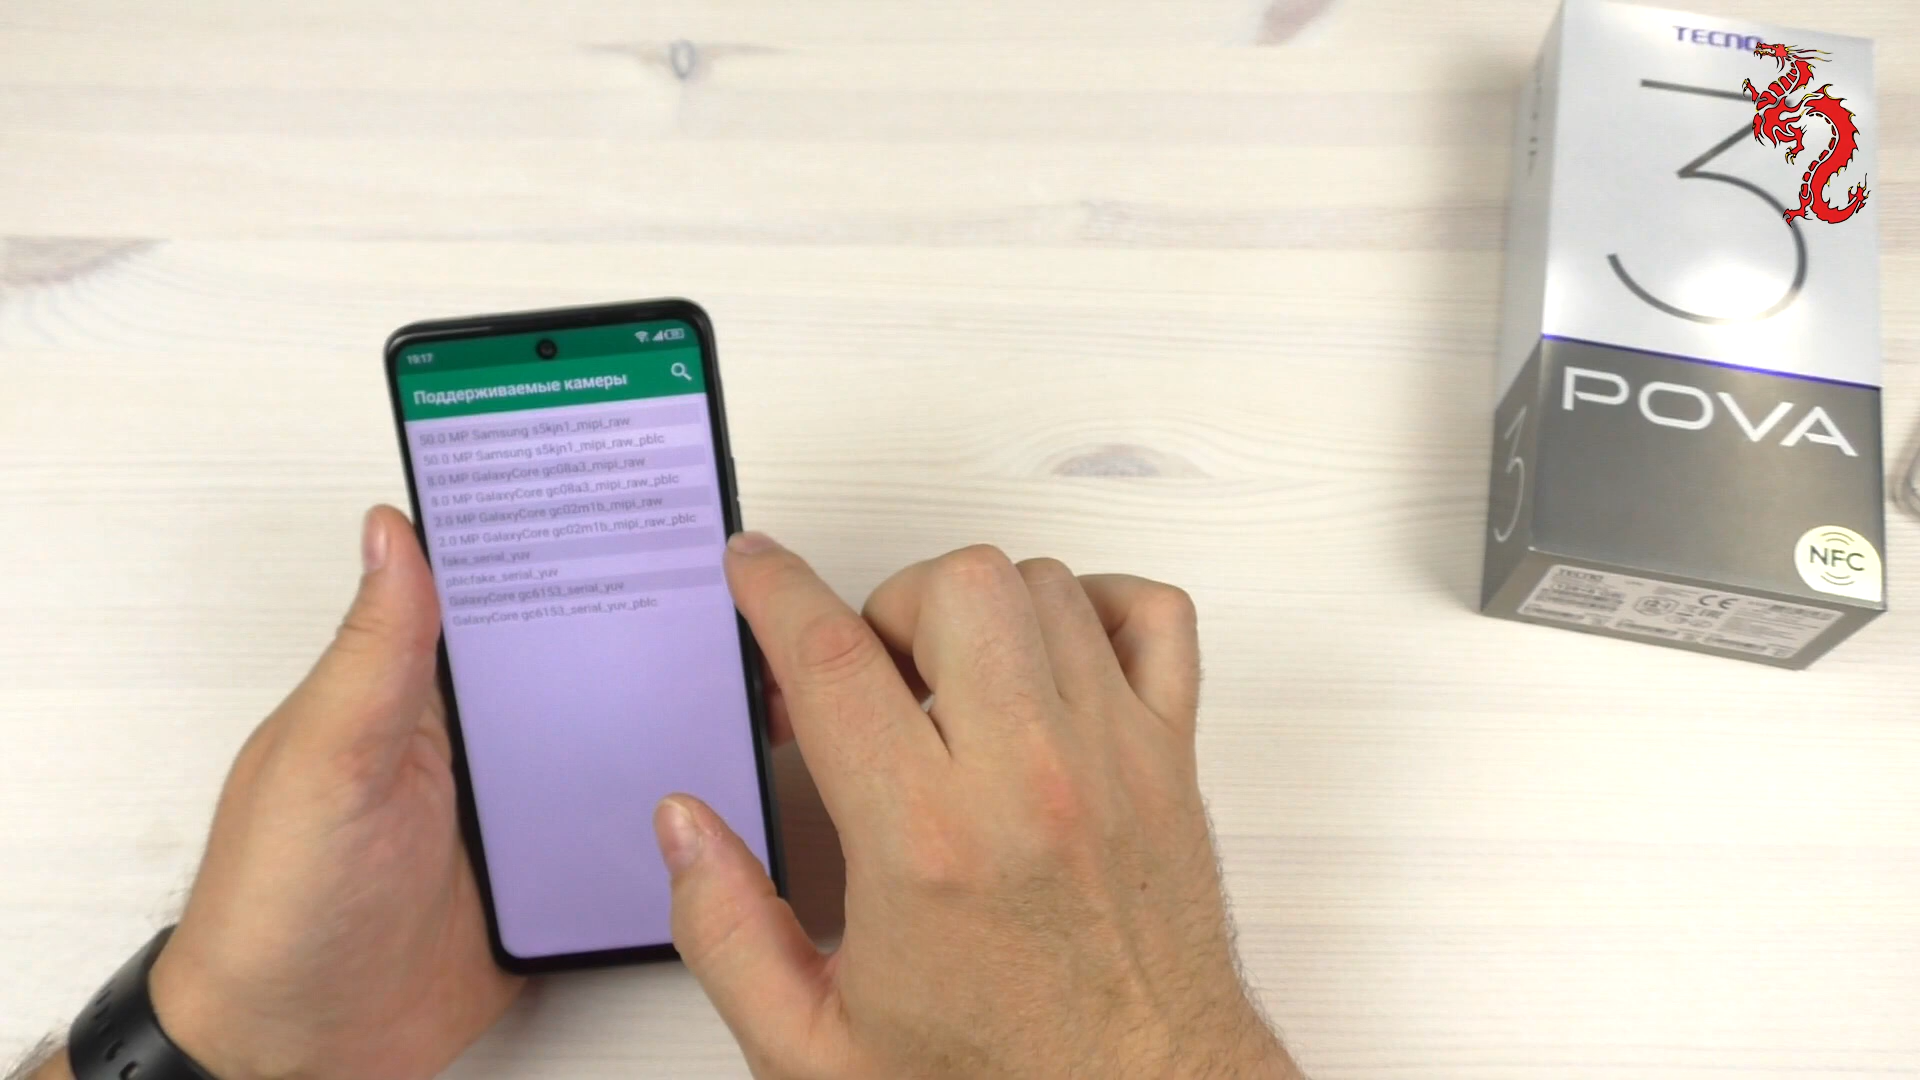 19:17
Поддерживаемые камеры
50.0 MP Samsung s5kjn1_mipi_raw
50.0 MP Samsung s5kjn1_mipi_raw_pblc
8.0 MP GalaxyCore gc08a3_mipi_raw
8.0 MP GalaxyCore gc08a3_mipi_raw_pblc
2.0 MP GalaxyCore gc02m1b_mipi_raw
2.0 MP GalaxyCore gc02m1b_mipi_raw_pblc
fake_serial_yuv
pblcfake_serial_yuv
GalaxyCore gc6153_serial_yuv
GalaxyCore gc6153_serial_yuv_pblc
TECNO
3
POVA
3
NFC
TECNO
CE